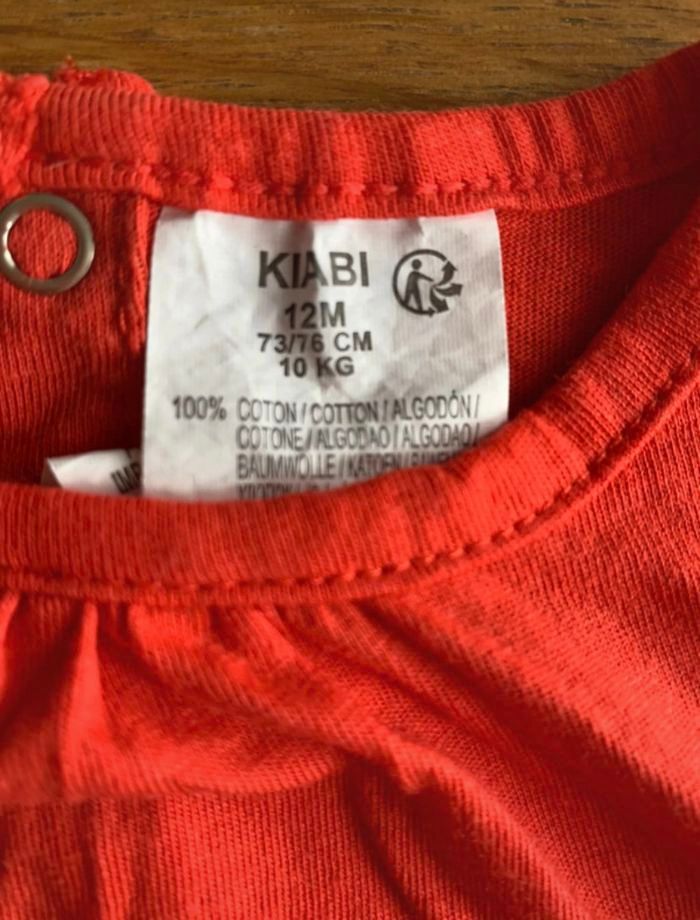 KIABI
12M
73/76 CM
10 KG
100% COTON / COTTON / ALGODÓN /
COTONE / ALGODAO / ALGODAO /
BAUMWOLLE / KATOEN /